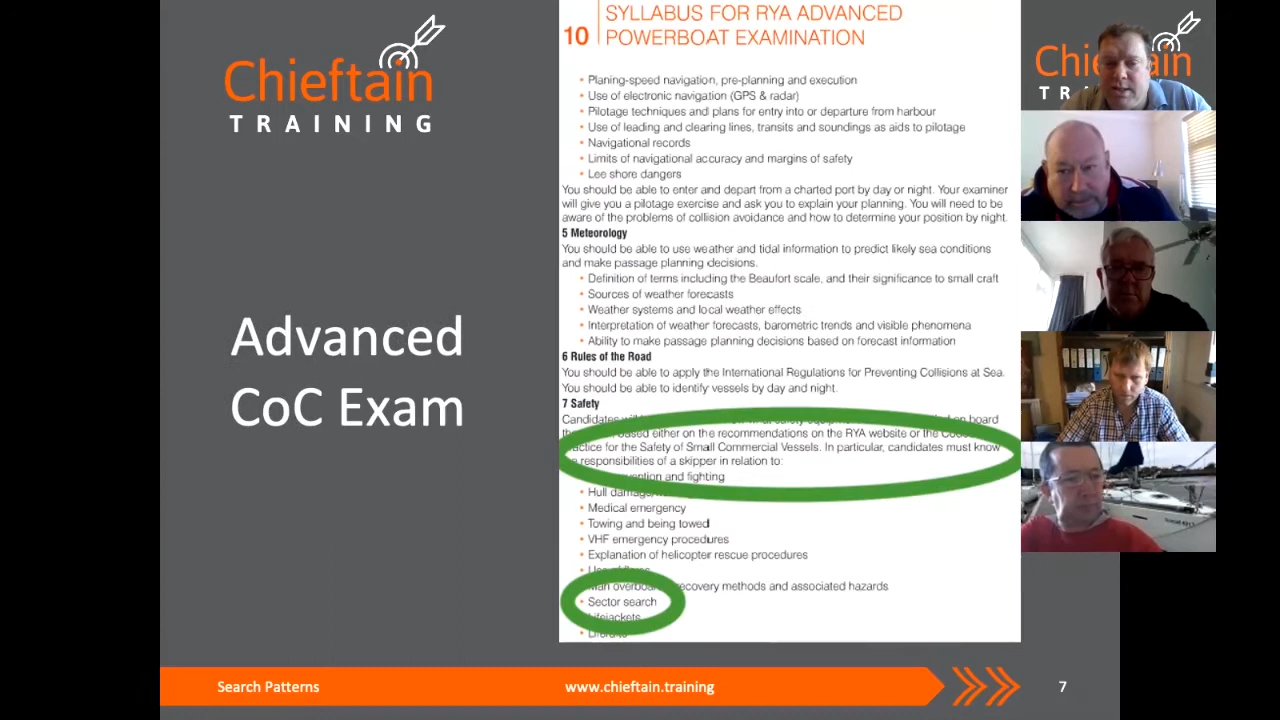 Chieftain
TRAINING
Advanced
CoC Exam
10
SYLLABUS FOR RYA ADVANCED
POWERBOAT EXAMINATION
• Planing-speed navigation, pre-planning and execution
• Use of electronic navigation (GPS & radar)
• Pilotage techniques and plans for entry into or departure from harbour
• Use of leading and clearing lines, transits and soundings as aids to pilotage
• Navigational records
• Limits of navigational accuracy and margins of safety
• Lee shore dangers
You should be able to enter and depart from a charted port by day or night. Your examiner
will give you a pilotage exercise and ask you to explain your planning. You will need to be
aware of the problems of collision avoidance and how to determine your position by night.
5 Meteorology
You should be able to use weather and tidal information to predict likely sea conditions
and make passage planning decisions.
• Definition of terms including the Beaufort scale, and their significance to small craft
• Sources of weather forecasts
• Weather systems and local weather effects
• Interpretation of weather forecasts, barometric trends and visible phenomena
• Ability to make passage planning decisions based on forecast information
6 Rules of the Road
You should be able to apply the International Regulations for Preventing Collisions at Sea.
You should be able to identify vessels by day and night.
7 Safety
Candidates on board
either on the recommendations on the RYA website or the
for the Safety of Small Commercial Vessels. In particular, candidates must know
responsibilities of a skipper in relation to:
and fighting
• Hull damage
• Medical emergency
• Towing and being towed
• VHF emergency procedures
• Explanation of helicopter rescue procedures
recovery methods and associated hazards
• Sector search
Lifejackets
Chieftain
Search Patterns
www.chieftain.training
7